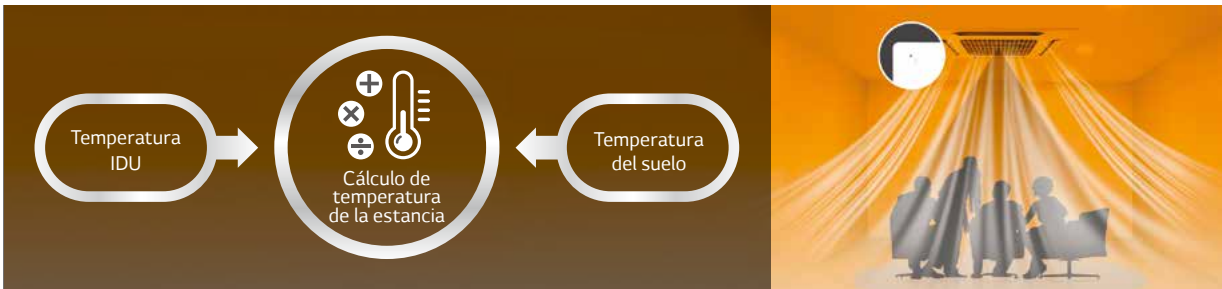 Temperatura
IDU
Cálculo de
temperatura
de la estancia
Temperatura
del suelo